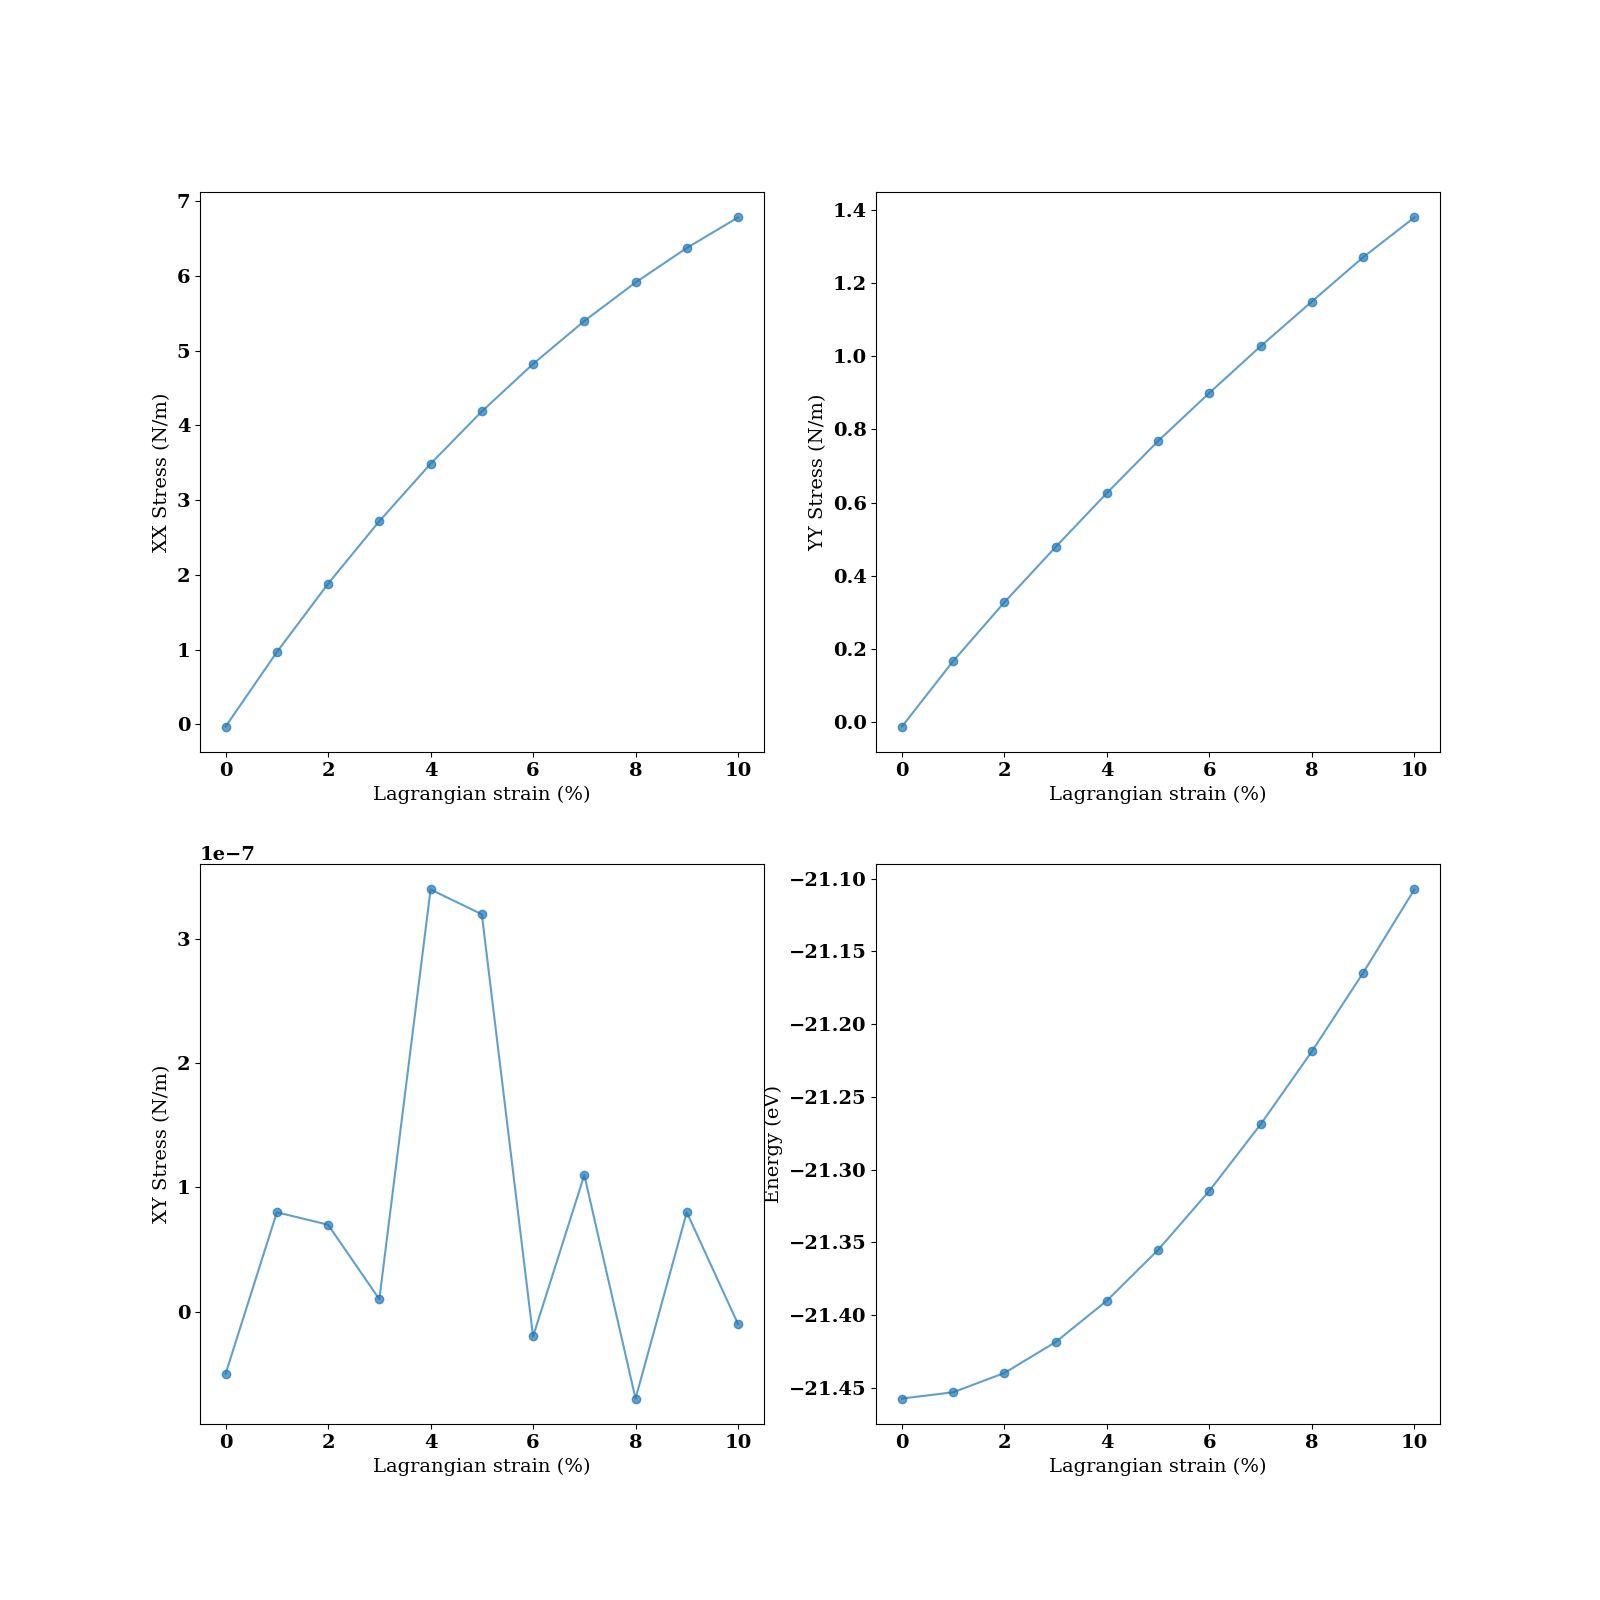 7
6
5
4
3
2
1
0
XX Stress (N/m)
0 2 4 6 8 10
Lagrangian strain (%)
1.4
1.2
1.0
0.8
0.6
0.4
0.2
0.0
YY Stress (N/m)
0 2 4 6 8 10
Lagrangian strain (%)
1e−7
3
2
1
0
XY Stress (N/m)
0 2 4 6 8 10
Lagrangian strain (%)
−21.10
−21.15
−21.20
−21.25
−21.30
−21.35
−21.40
−21.45
Energy (eV)
0 2 4 6 8 10
Lagrangian strain (%)